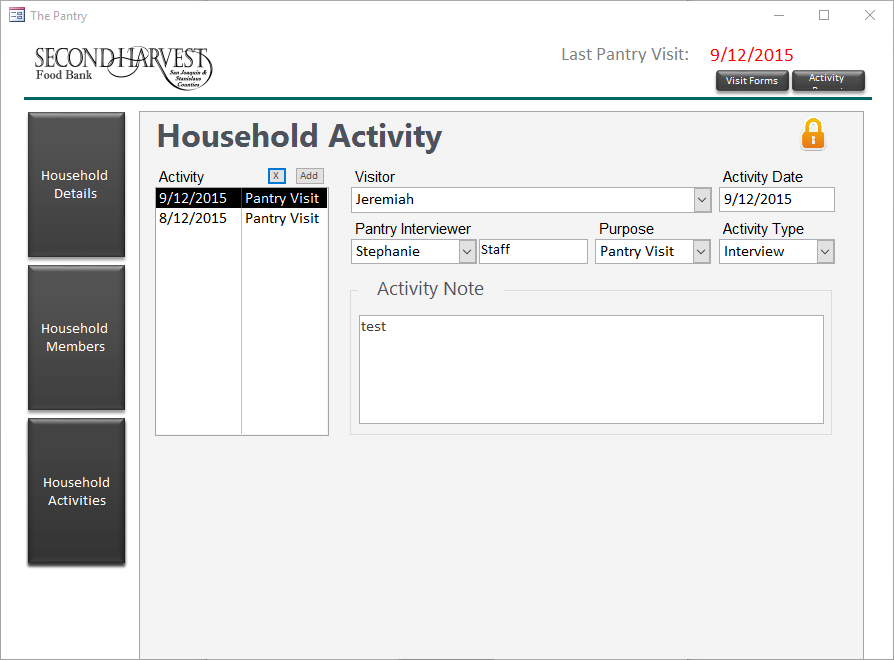 The Pantry
SECOND HARVEST
Food Bank
San Joaquin &
Stanislaus
Counties
Last Pantry Visit: 9/12/2015
Visit Forms
Activity
Household
Details
Household
Members
Household
Activities
Household Activity
Activity X Add
9/12/2015 Pantry Visit
8/12/2015 Pantry Visit
Visitor
Jeremiah
Activity Date
9/12/2015
Pantry Interviewer
Stephanie Staff
Purpose
Pantry Visit
Activity Type
Interview
Activity Note
test